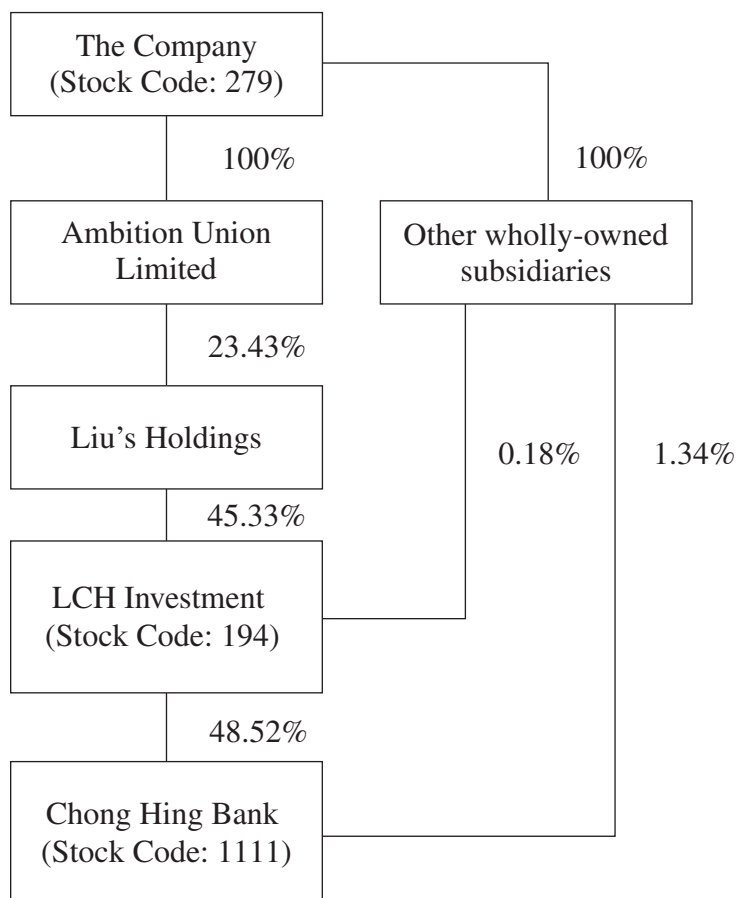 The Company
(Stock Code: 279)
100%
100%
Ambition Union
Limited
Other wholly-owned
subsidiaries
23.43%
Liu's Holdings
0.18%
1.34%
45.33%
LCH Investment
(Stock Code: 194)
48.52%
Chong Hing Bank
(Stock Code: 1111)